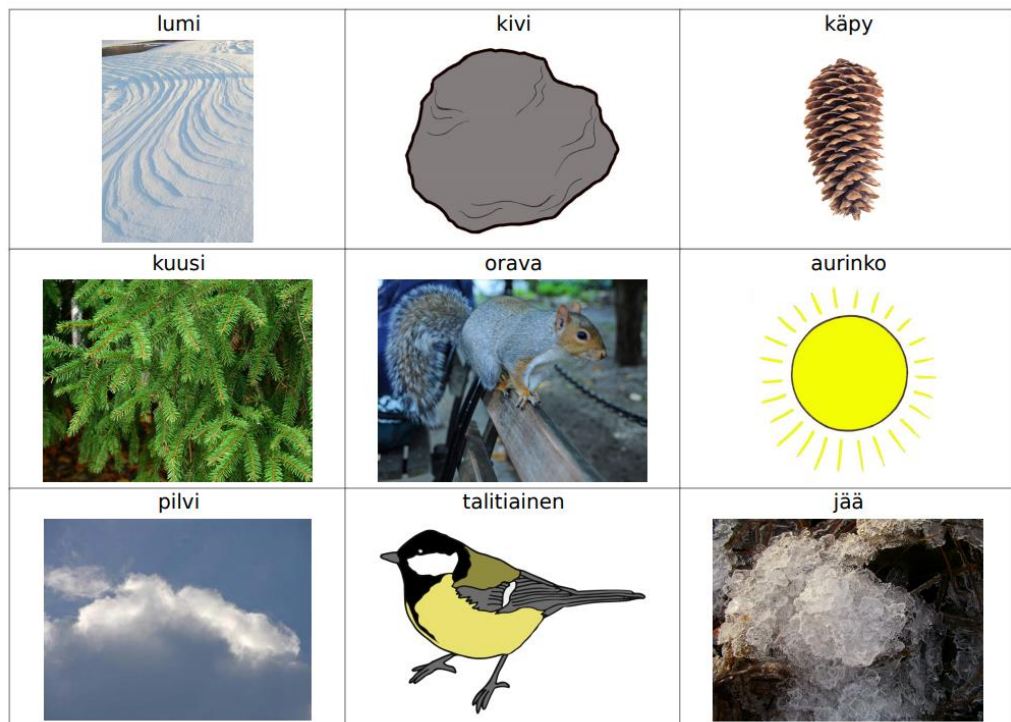 lumi
kivi
käpy
kuusi
orava
aurinko
pilvi
talitiainen
jää